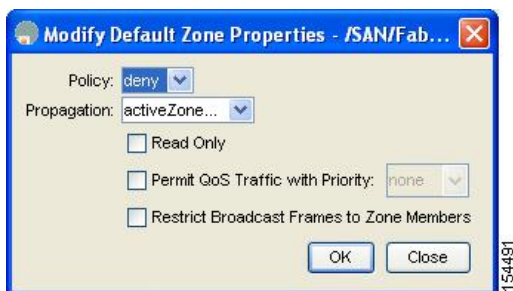 Modify Default Zone Properties - /SAN/Fab...
Policy: deny
Propagation: activeZone...
Read Only
Permit QoS Traffic with Priority: none
Restrict Broadcast Frames to Zone Members
OK Close
154491